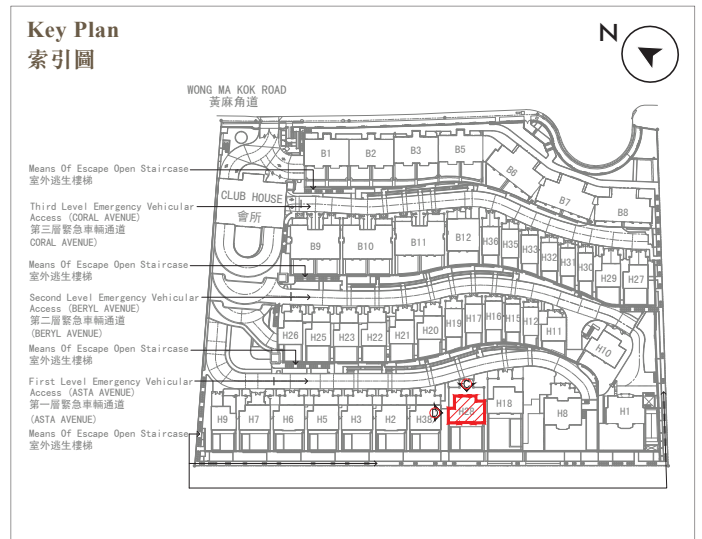 Key Plan
索引圖
N
WONG MA KOK ROAD
黃麻角道
B1 B2 B3 B5
B6 B7 B8
Means Of Escape Open Staircase
室外逃生樓梯
CLUB HOUSE
會所
Third Level Emergency Vehicular
Access (CORAL AVENUE)
第三層緊急車輛通道
CORAL AVENUE)
B9 B10 B11 B12 H36 H35 H33 H32 H31 H30 H29 H27
Means Of Escape Open Staircase
室外逃生樓梯
Second Level Emergency Vehicular
Access (BERYL AVENUE)
第二層緊急車輛通道
(BERYL AVENUE)
H26 H25 H23 H22 H21 H20 H19 H17 H16 H15 H12 H11 H10
Means Of Escape Open Staircase
室外逃生樓梯
First Level Emergency Vehicular
Access (ASTA AVENUE)
第一層緊急車輛通道
(ASTA AVENUE)
H9 H7 H6 H5 H3 H2 H38 H28 H18 H8 H1
Means Of Escape Open Staircase
室外逃生樓梯